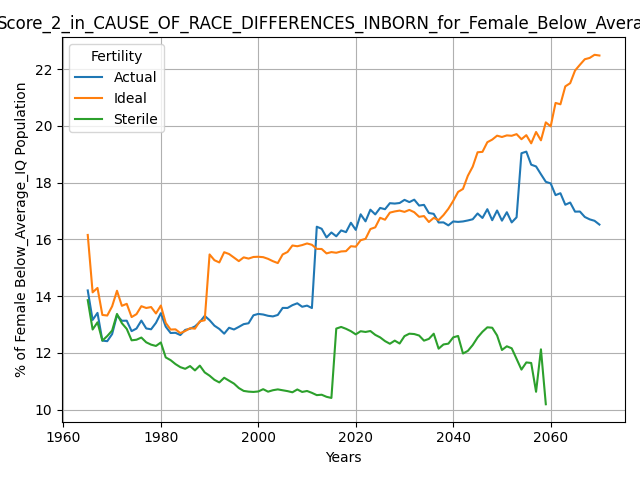 Score_2_in_CAUSE_OF_RACE_DIFFERENCES_INBORN_for_Female_Below_Avera
Fertility
Actual
Ideal
Sterile
% of Female Below_Average_IQ Population
22
20
18
16
14
12
10
1960 1980 2000 2020 2040 2060
Years